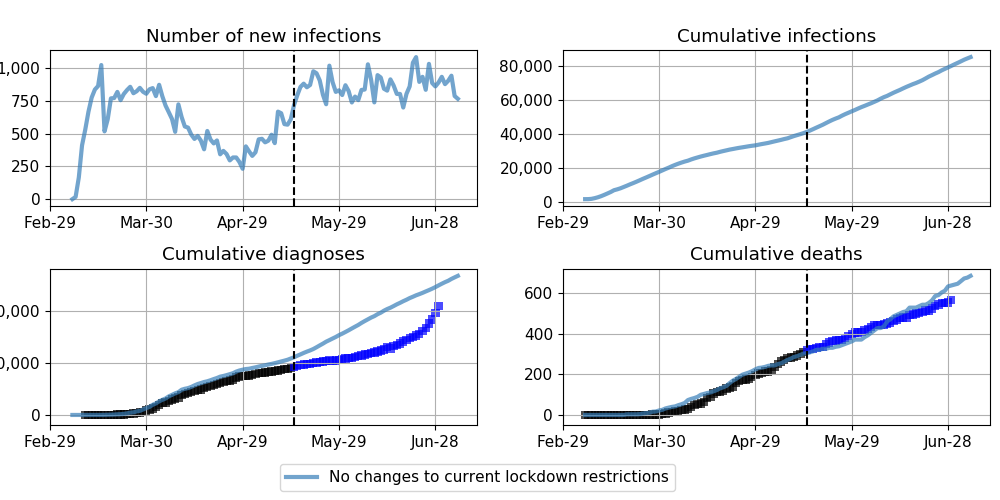 Number of new infections
Cumulative infections
1,000
750
500
250
0
Feb-29 Mar-30 Apr-29 May-29 Jun-28
80,000
60,000
40,000
20,000
0
Feb-29 Mar-30 Apr-29 May-29 Jun-28
Cumulative diagnoses
Cumulative deaths
0,000
0,000
0
Feb-29 Mar-30 Apr-29 May-29 Jun-28
600
400
200
0
Feb-29 Mar-30 Apr-29 May-29 Jun-28
No changes to current lockdown restrictions